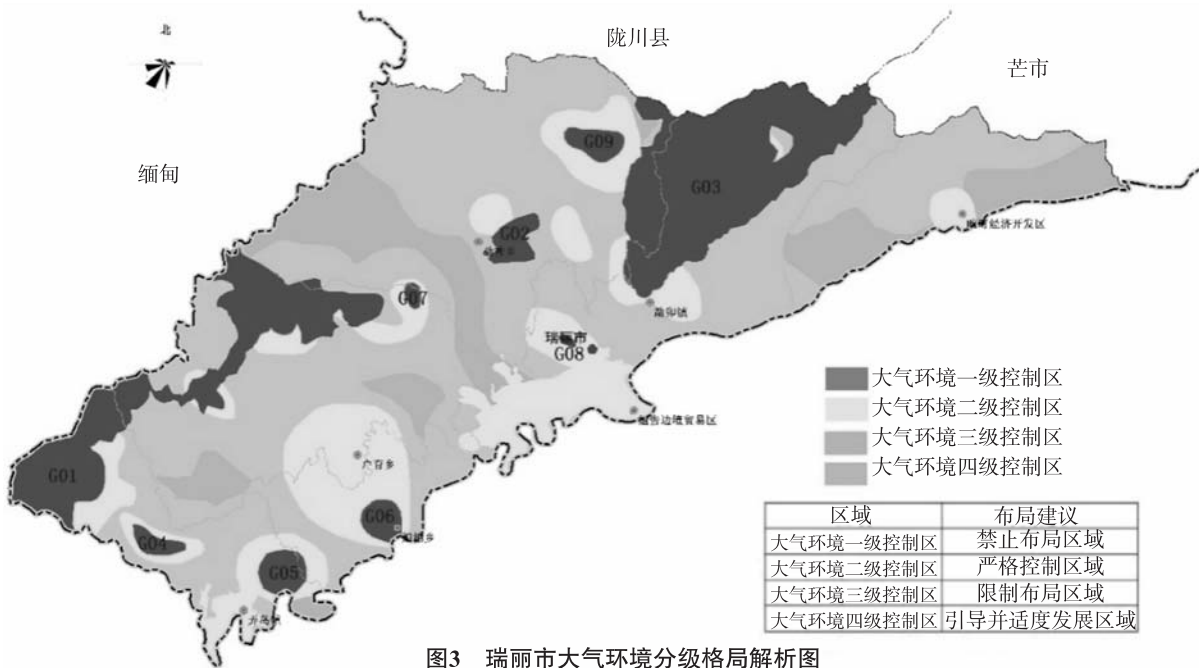 北
陇川县
芒市
缅甸
G09
G03
G02
G07
瑞丽市
G08
G01
G04
G06
G05
大气环境一级控制区
大气环境二级控制区
大气环境三级控制区
大气环境四级控制区
区域 布局建议
大气环境一级控制区 禁止布局区域
大气环境二级控制区 严格控制区域
大气环境三级控制区 限制布局区域
大气环境四级控制区 引导并适度发展区域
图3 瑞丽市大气环境分级格局解析图